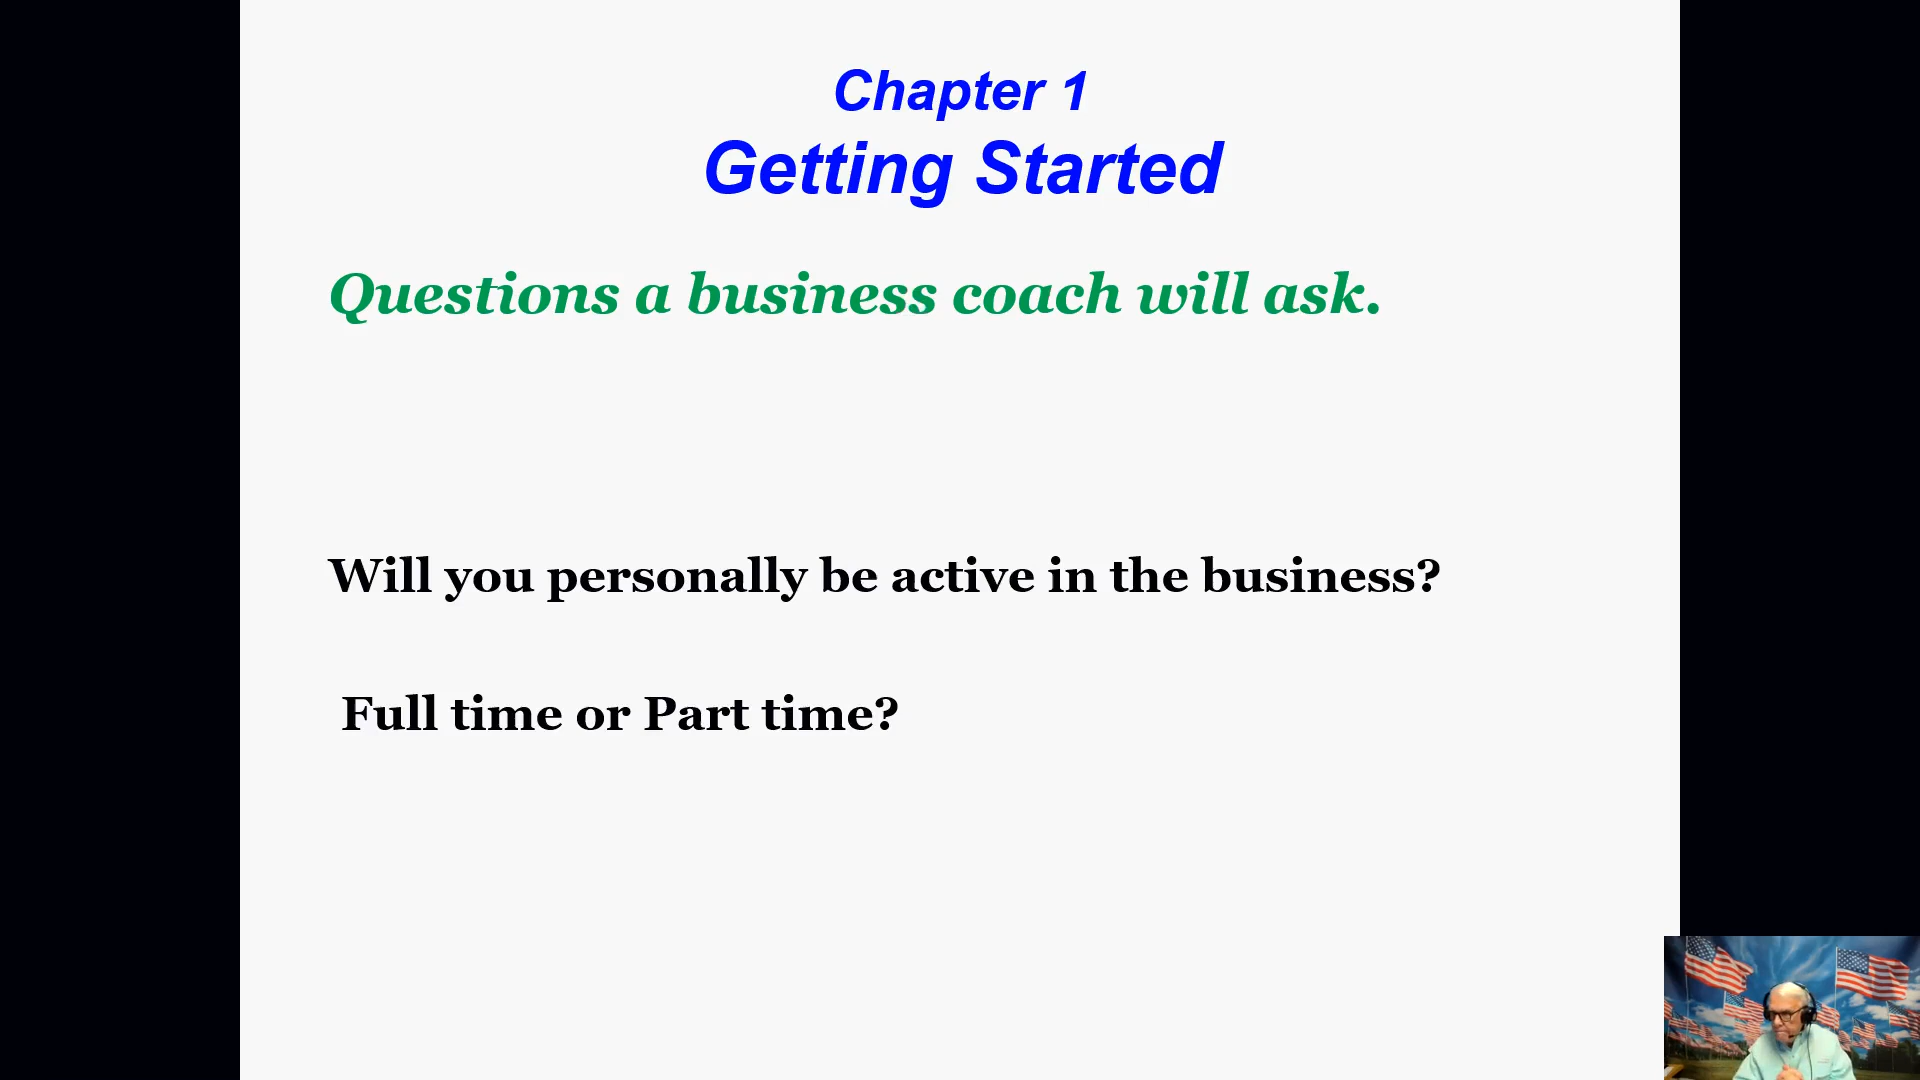 Chapter 1
Getting Started
Questions a business coach will ask.
Will you personally be active in the business?
Full time or Part time?